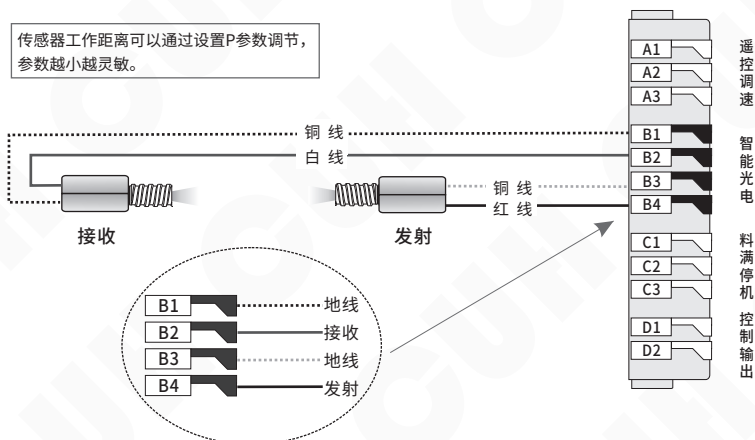 传感器工作距离可以通过设置P参数调节，
参数越小越灵敏。
铜 线
白 线
铜 线
红 线
接收
发射
A1
A2
A3
遥控调速
B1
B2
B3
B4
智能光电
C1
C2
C3
料满停机
D1
D2
控制输出
B1 地线
B2 接收
B3 地线
B4 发射
CUH